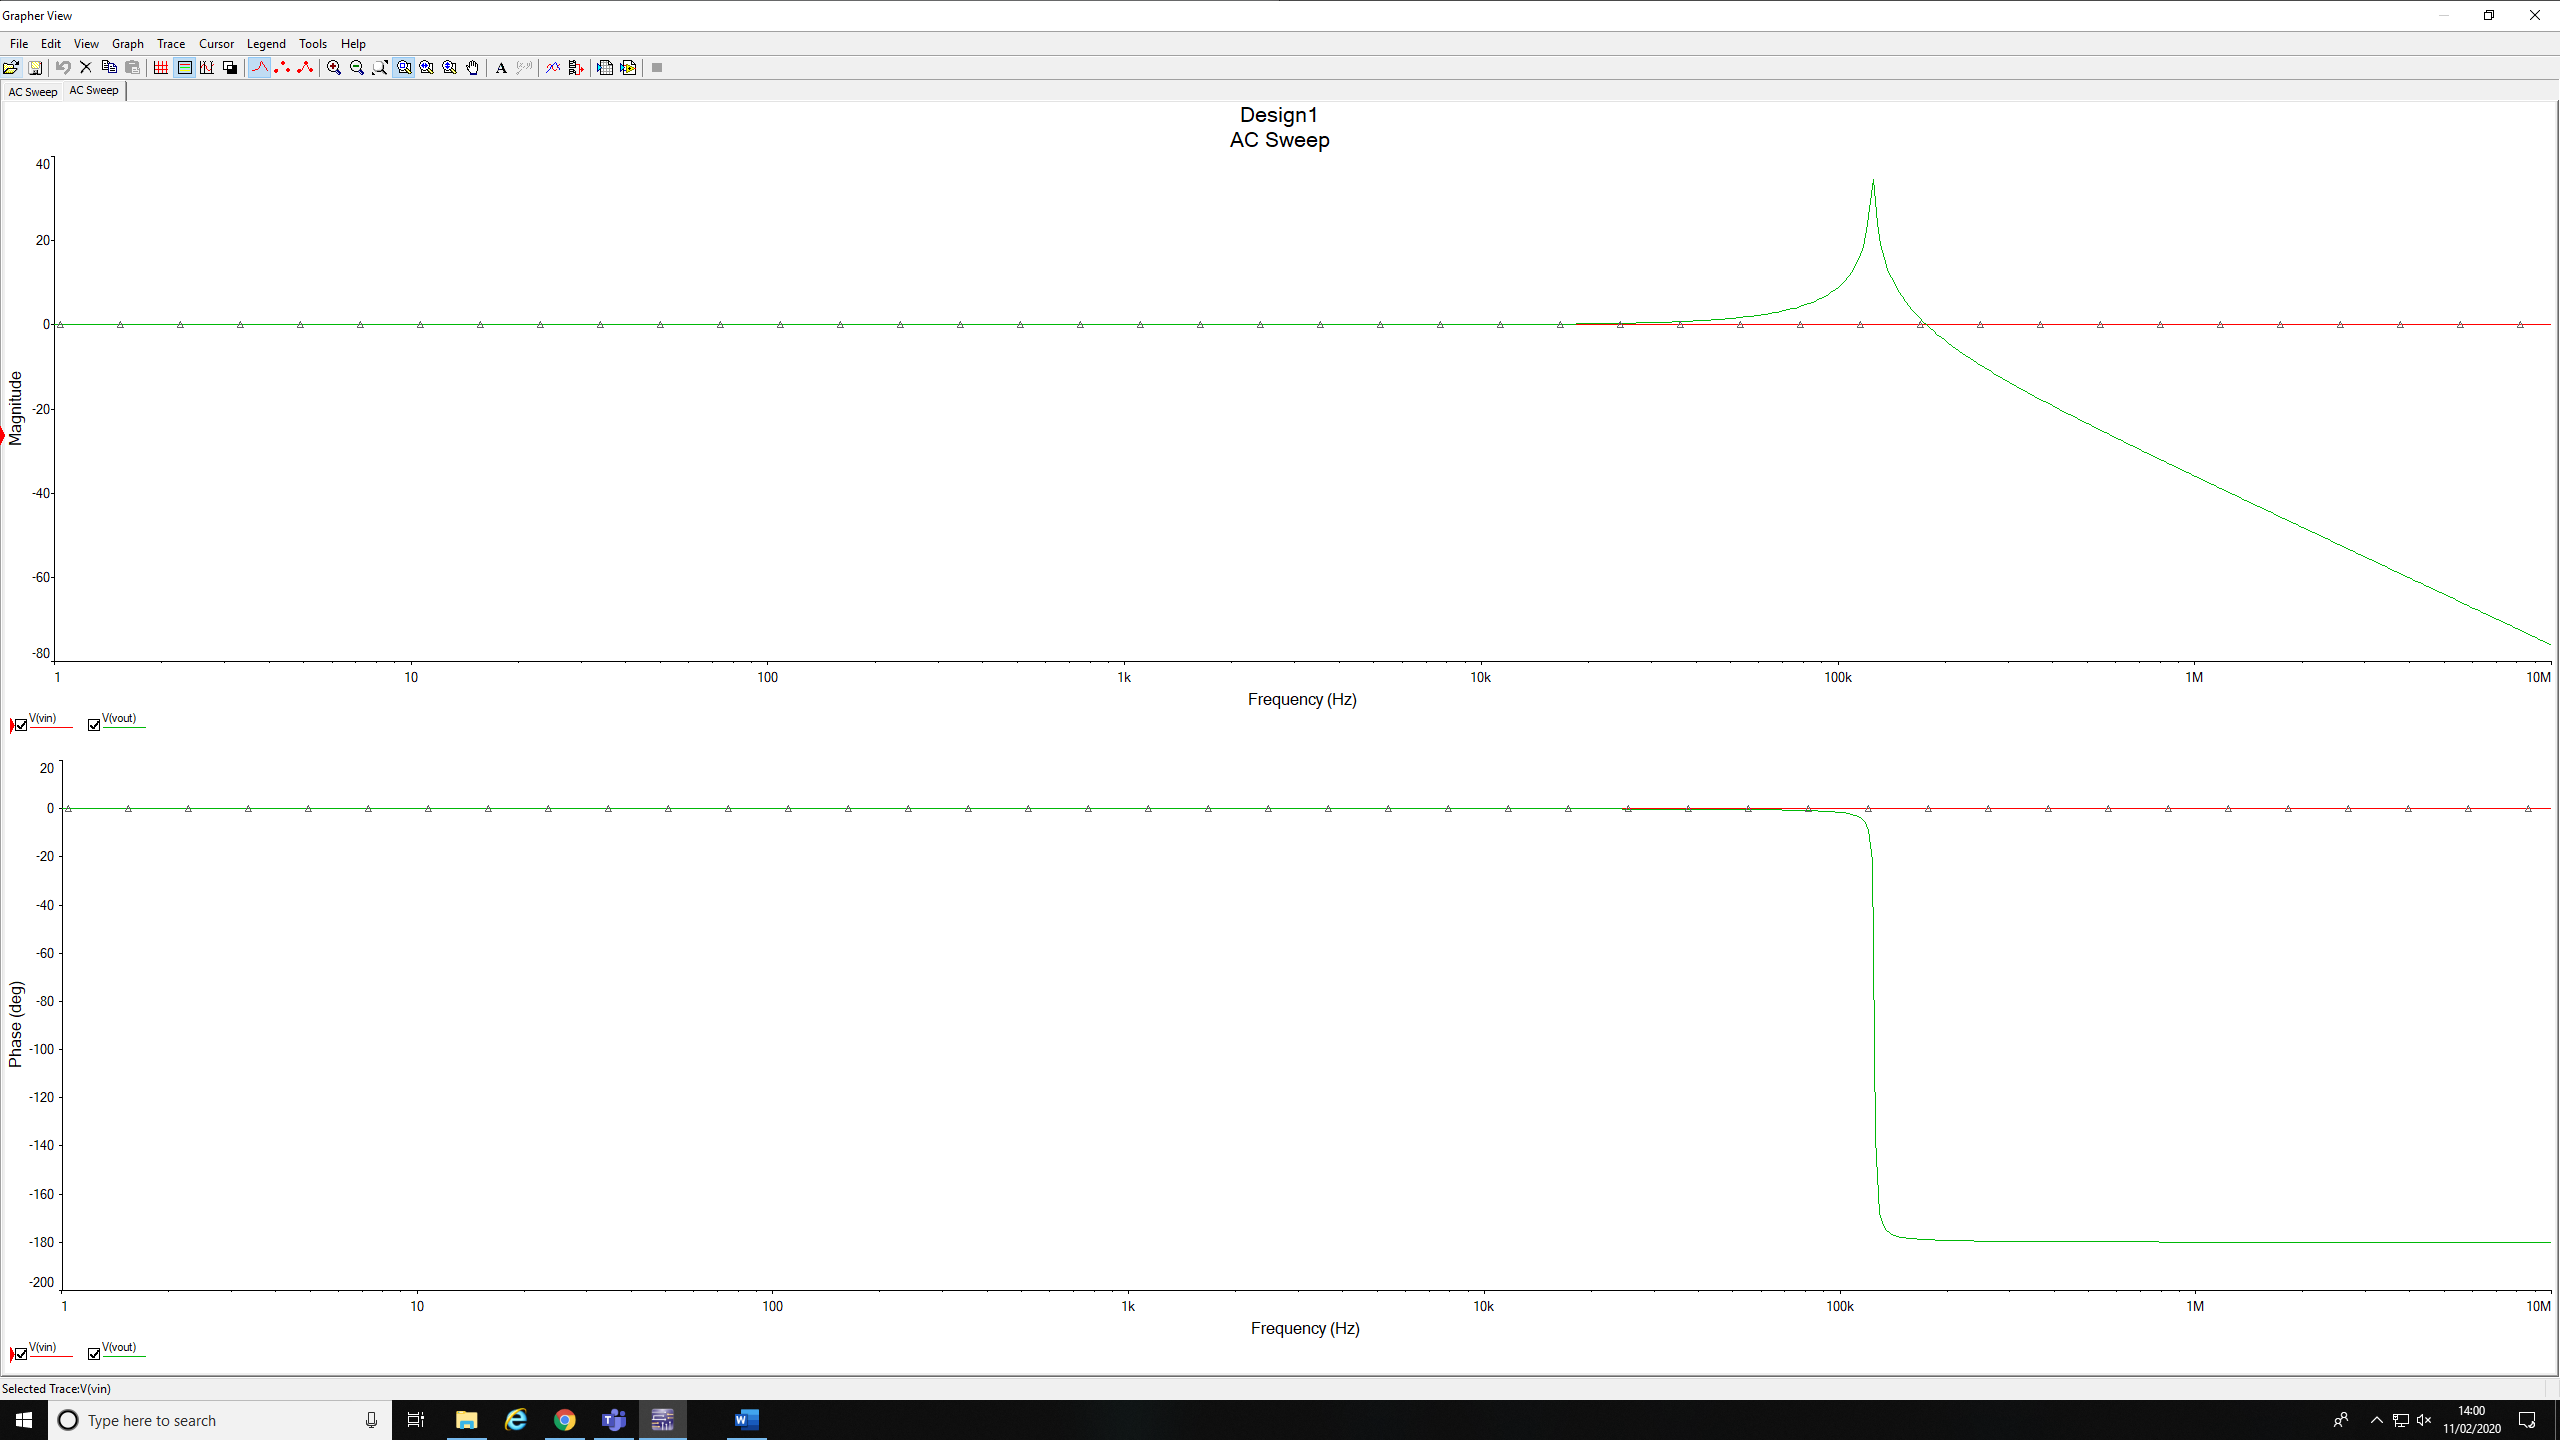 Grapher View
File Edit View Graph Trace Cursor Legend Tools Help
A
AC Sweep AC Sweep
Design1
AC Sweep
40
20
0
-20
-40
-60
-80
Magnitude
1 10 100 1k 10k 100k 1M 10M
Frequency (Hz)
V(vin) V(vout)
20
0
-20
-40
-60
-80
-100
-120
-140
-160
-180
-200
Phase (deg)
1 10 100 1k 10k 100k 1M 10M
Frequency (Hz)
V(vin) V(vout)
Selected Trace:V(vin)
Type here to search
14:00
11/02/2020